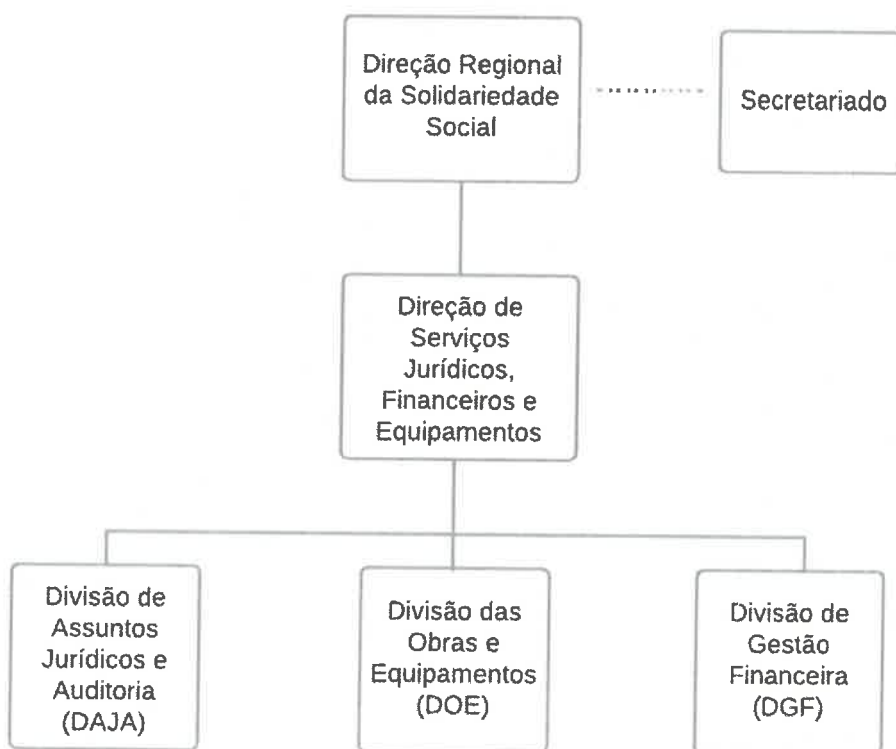 Direção Regional
da Solidariedade
Social
Secretariado
Direção de
Serviços
Jurídicos,
Financeiros e
Equipamentos
Divisão de
Assuntos
Jurídicos e
Auditoria
(DAJA)
Divisão das
Obras e
Equipamentos
(DOE)
Divisão de
Gestão
Financeira
(DGF)